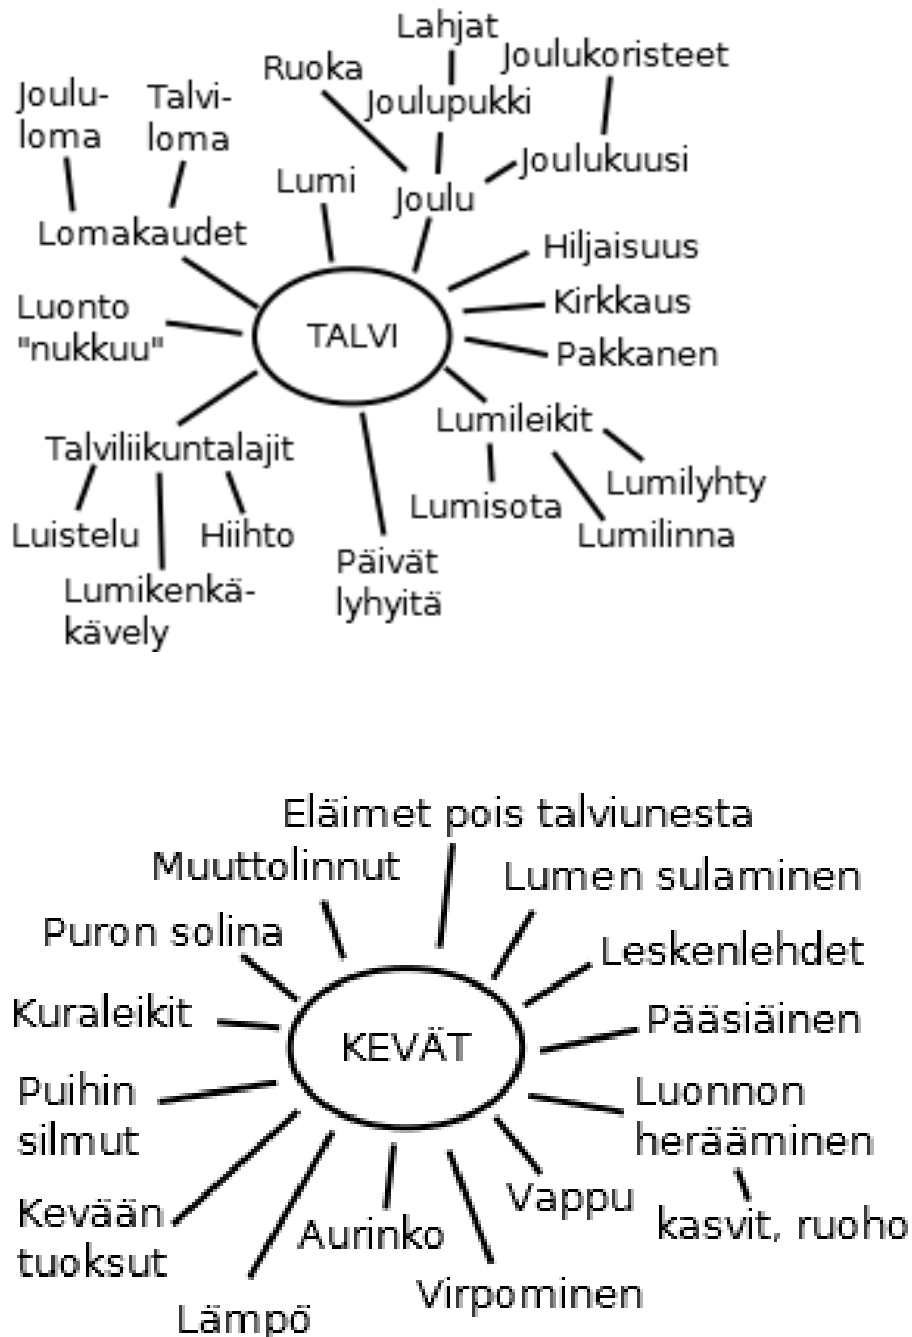 Lahjat
Joulukoristeet
Ruoka
Joulu-
loma
Talvi-
loma
Joulupukki
Joulukuusi
Lumi
Joulu
Lomakaudet
Hiljaisuus
Kirkkaus
Luonto
"nukkuu"
TALVI
Pakkanen
Lumileikit
Talviliikuntalajit
Lumilyhty
Lumisota
Luistelu
Hiihto
Lumilinna
Päivät
lyhyitä
Lumikenkä-
kävely
Eläimet pois talviunesta
Muuttolinnut
Lumen sulaminen
Puron solina
Leskenlehdet
Kuraleikit
Pääsiäinen
KEVÄT
Puihin
silmut
Luonnon
herääminen
Vappu
Kevään
tuoksut
kasvit, ruoho
Aurinko
Virpominen
Lämpö